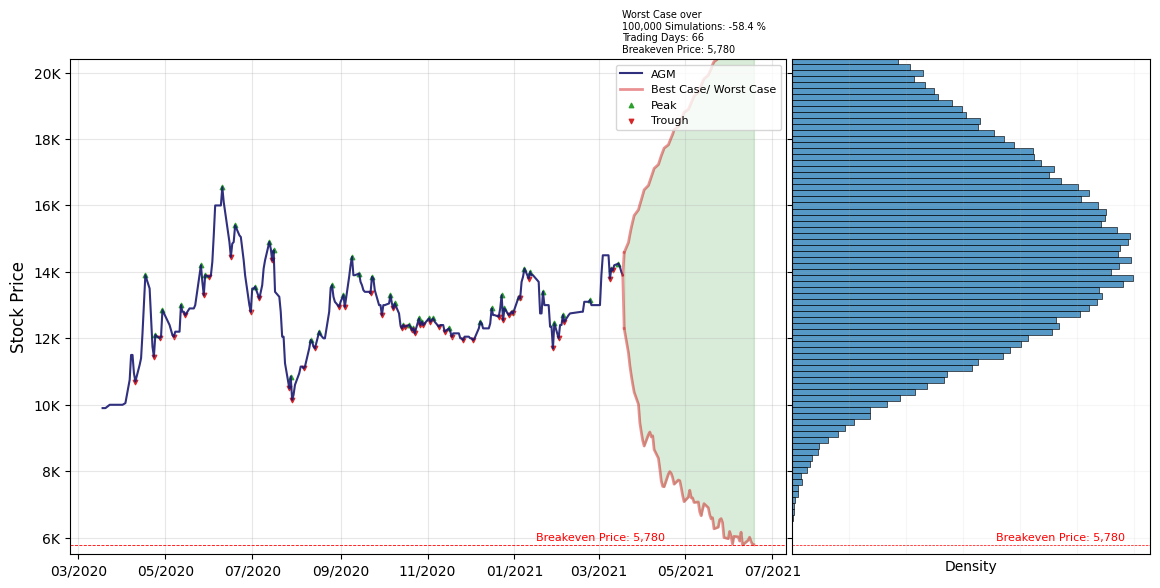 Worst Case over
100,000 Simulations: -58.4 %
Trading Days: 66
Breakeven Price: 5,780
AGM
Best Case/ Worst Case
Peak
Trough
Stock Price
20K
18K
16K
14K
12K
10K
8K
6K
Breakeven Price: 5,780
Breakeven Price: 5,780
03/2020
05/2020
07/2020
09/2020
11/2020
01/2021
03/2021
05/2021
07/2021
Density